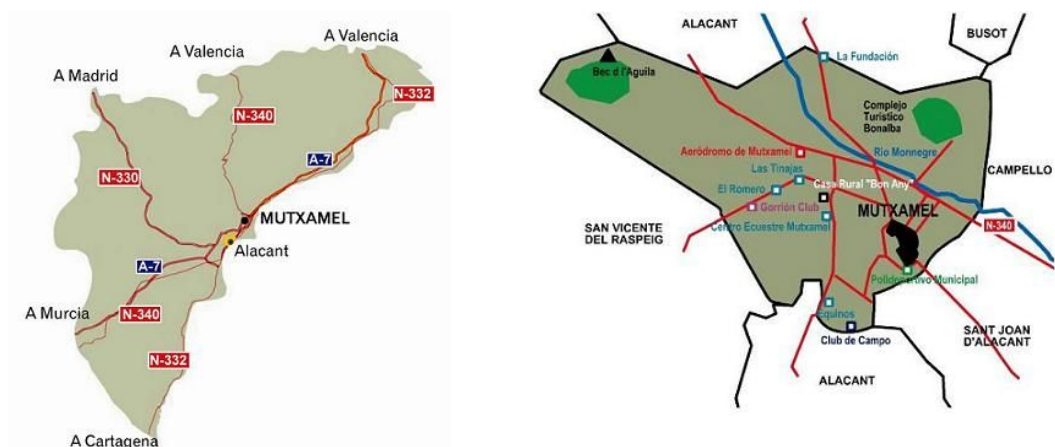 A Valencia
A Valencia
A Madrid
N-332
N-340
A-7
N-330
MUTXAMEL
Alacant
A-7
A Murcia
N-340
N-332
A Cartagena
ALACANT
BUSOT
La Fundación
Bec d l'Aguila
Complejo
Turístico
Bonalba
Aeródromo de Mutxamel
Rio Monnegre
Las Tinajas
CAMPELLO
El Romero
Casa Rural "Bon Any"
Gorrión Club
MUTXAMEL
SAN VICENTE
DEL RASPEIG
Centro Ecuestre Mutxamel
N-340
Polideportivo Municipal
Equinos
SANT JOAN
D'ALACANT
Club de Campo
ALACANT